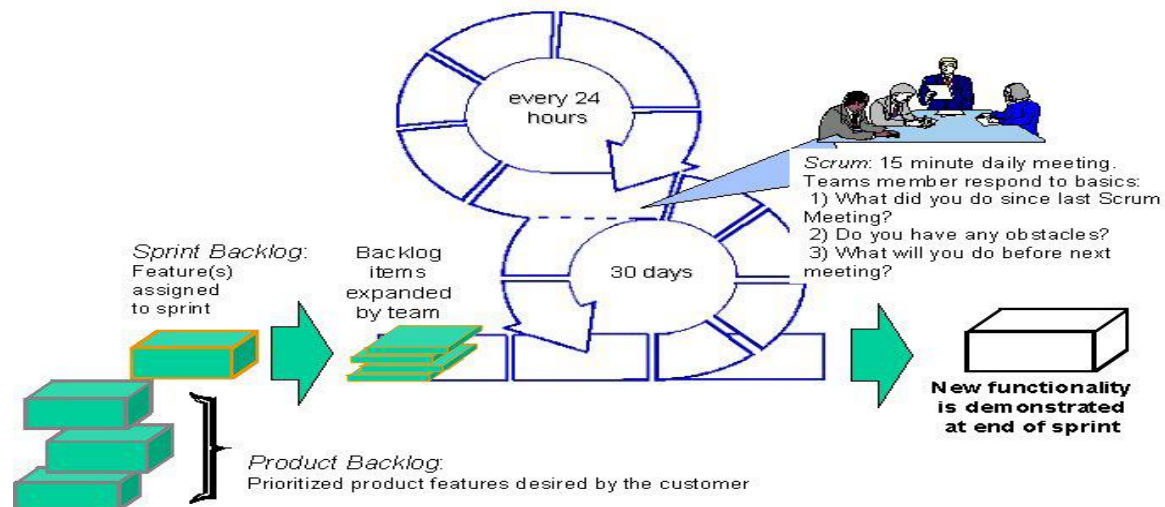 every 24
hours
Scrum: 15 minute daily meeting.
Teams member respond to basics:
1) What did you do since last Scrum
Meeting?
2) Do you have any obstacles?
3) What will you do before next
meeting?
Sprint Backlog:
Feature(s)
assigned
to sprint
Backlog
items
expanded
by team
30 days
New functionality
is demonstrated
at end of sprint
Product Backlog:
Prioritized product features desired by the customer